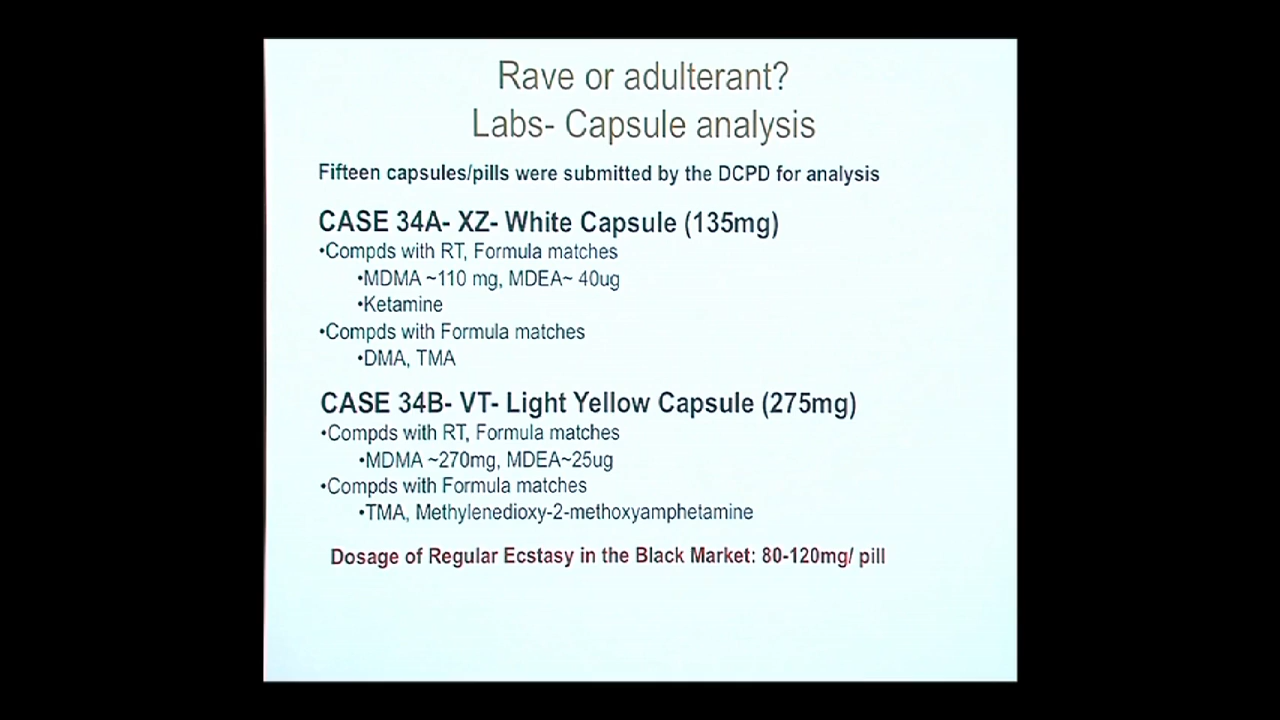 Rave or adulterant?
Labs- Capsule analysis
Fifteen capsules/pills were submitted by the DCPD for analysis
CASE 34A- XZ- White Capsule (135mg)
•Compds with RT, Formula matches
•MDMA ~110 mg, MDEA~ 40ug
•Ketamine
•Compds with Formula matches
•DMA, TMA
CASE 34B- VT- Light Yellow Capsule (275mg)
•Compds with RT, Formula matches
•MDMA ~270mg, MDEA~25ug
•Compds with Formula matches
•TMA, Methylenedioxy-2-methoxyamphetamine
Dosage of Regular Ecstasy in the Black Market: 80-120mg/ pill